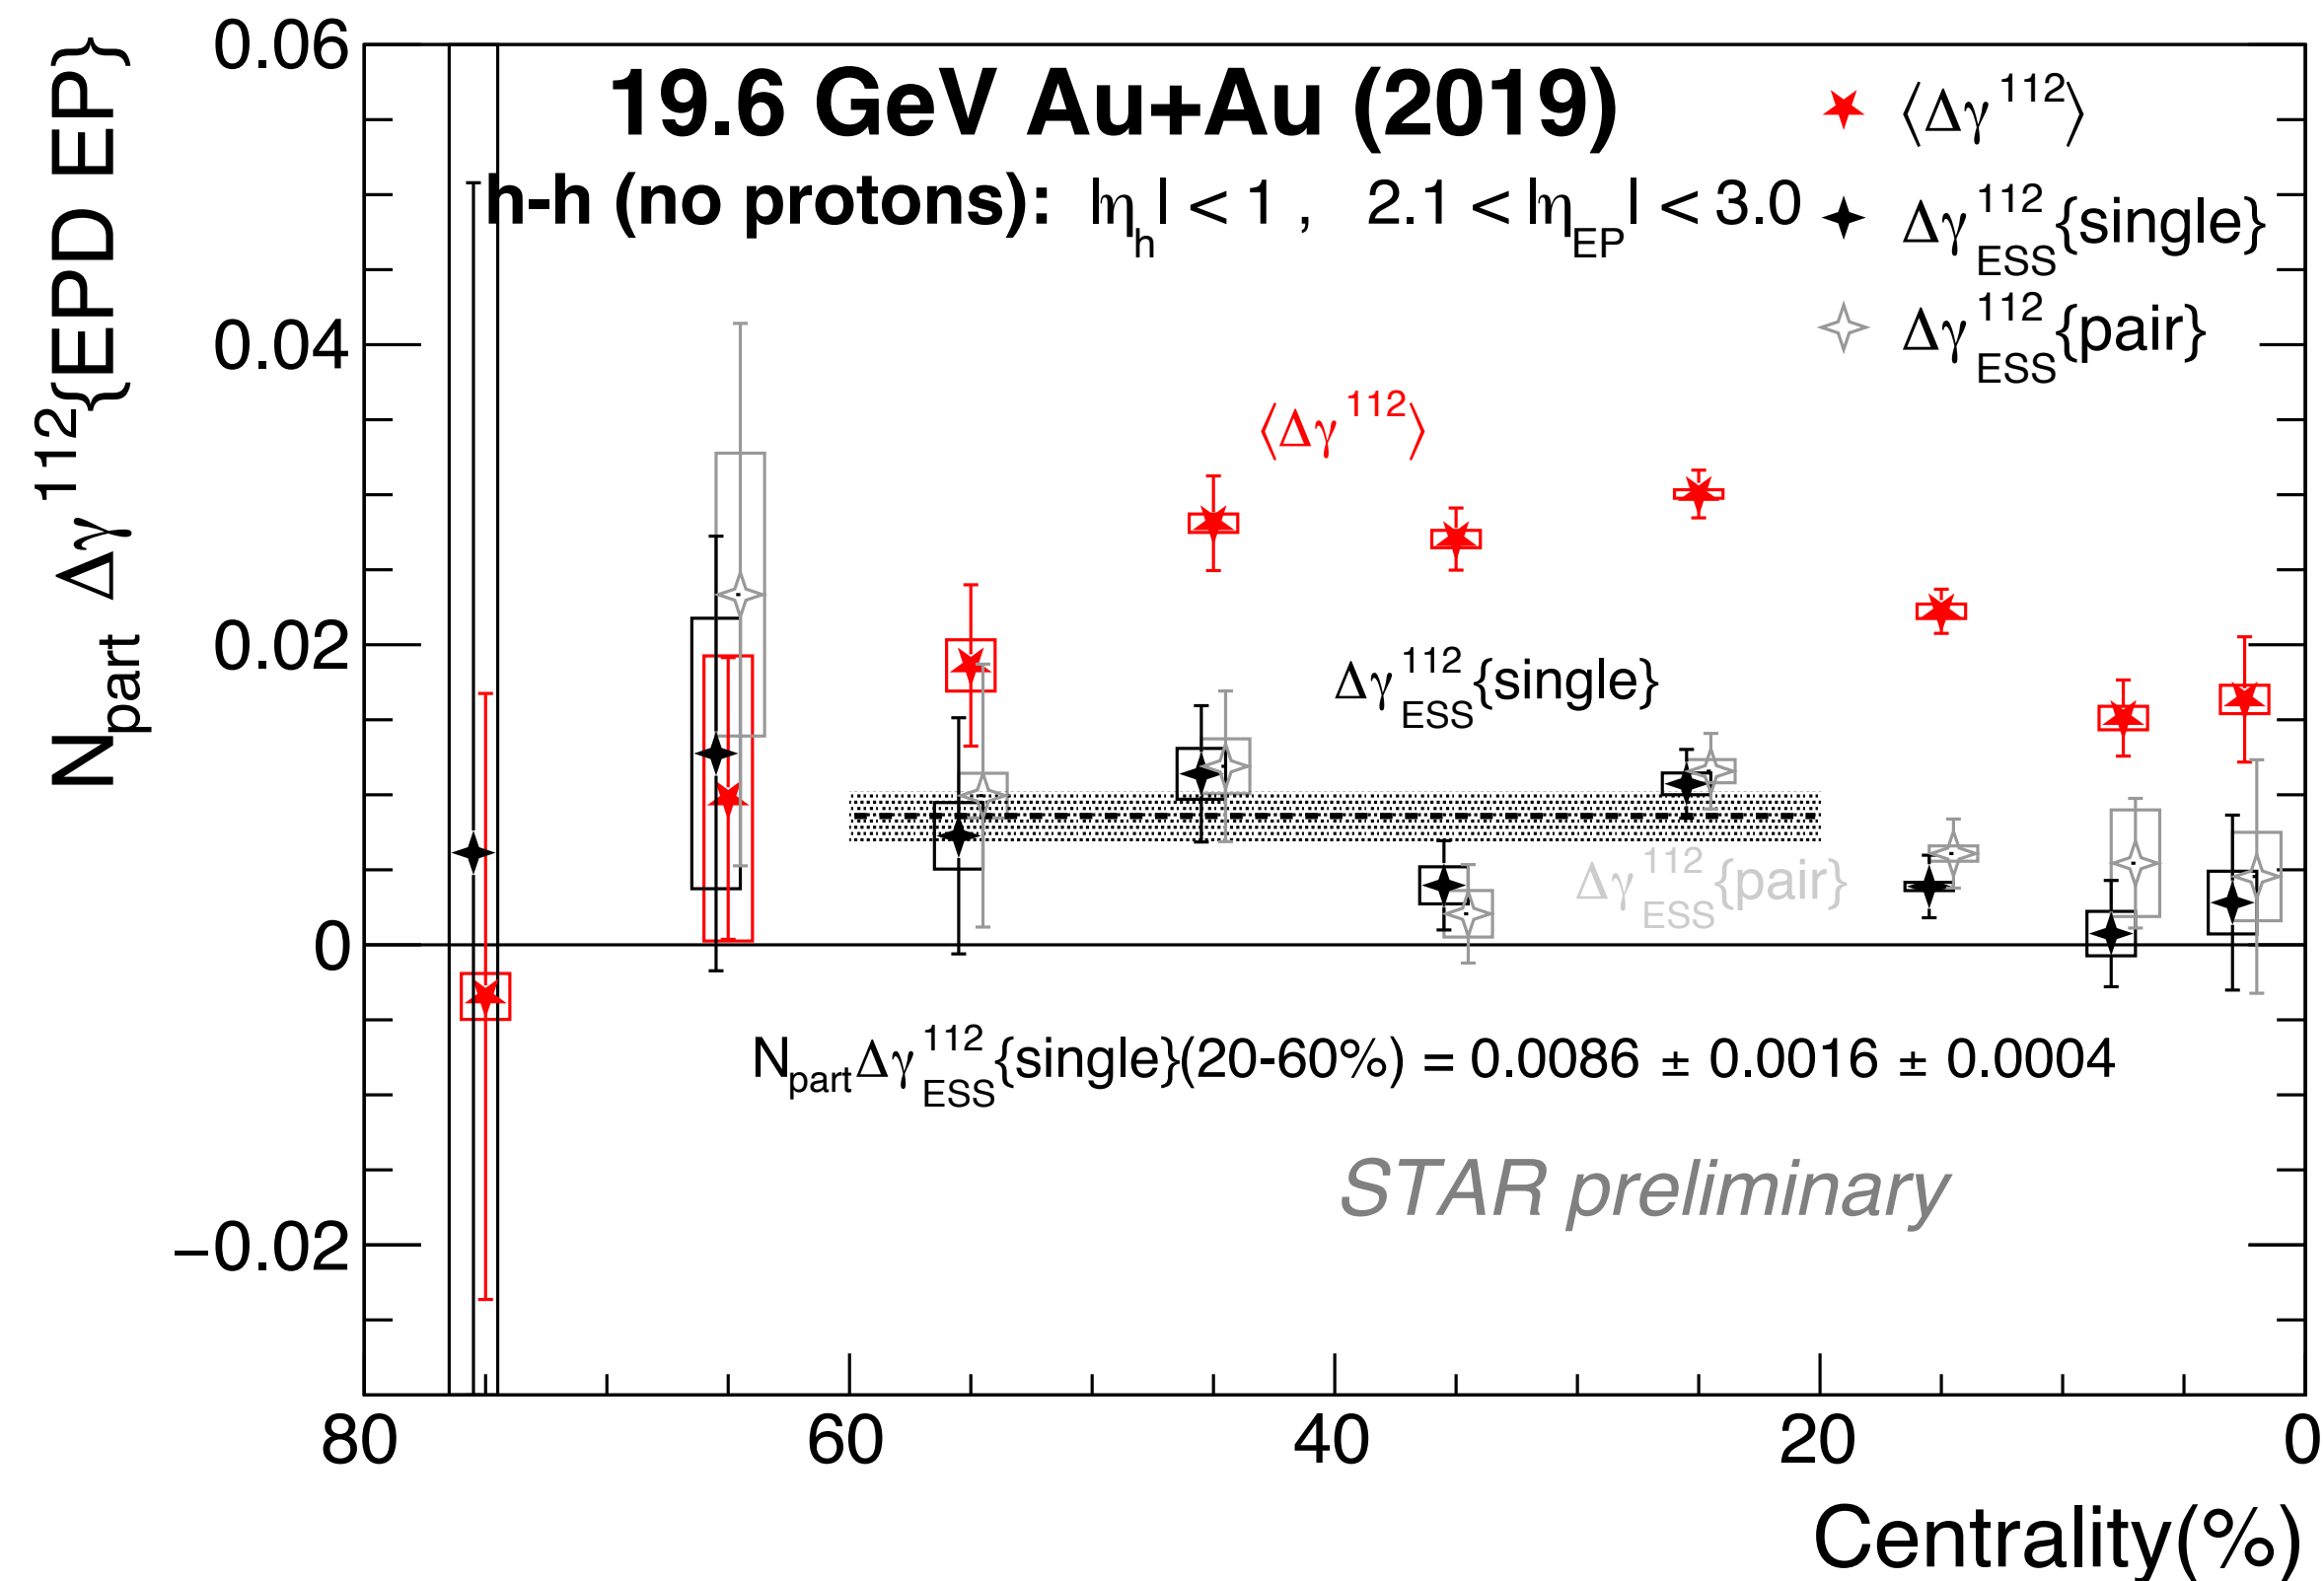 19.6 GeV Au+Au (2019)
h-h (no protons): |η_h| < 1 , 2.1 < |η_EP| < 3.0
⟨Δγ^112⟩
Δγ^112_ESS{single}
Δγ^112_ESS{pair}
N_part Δγ^112{EPD EP}
0.06
0.04
0.02
0
−0.02
⟨Δγ^112⟩
Δγ^112_ESS{single}
Δγ^112_ESS{pair}
N_partΔγ^112_ESS{single}(20-60%) = 0.0086 ± 0.0016 ± 0.0004
STAR preliminary
80 60 40 20 0
Centrality(%)